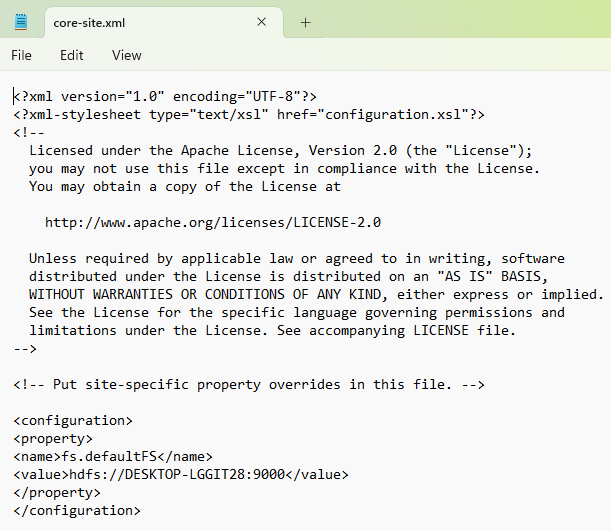 core-site.xml
File Edit View
<?xml version="1.0" encoding="UTF-8"?>
<?xml-stylesheet type="text/xsl" href="configuration.xsl"?>
<!--
  Licensed under the Apache License, Version 2.0 (the "License");
  you may not use this file except in compliance with the License.
  You may obtain a copy of the License at

    http://www.apache.org/licenses/LICENSE-2.0

  Unless required by applicable law or agreed to in writing, software
  distributed under the License is distributed on an "AS IS" BASIS,
  WITHOUT WARRANTIES OR CONDITIONS OF ANY KIND, either express or implied.
  See the License for the specific language governing permissions and
  limitations under the License. See accompanying LICENSE file.
-->

<!-- Put site-specific property overrides in this file. -->

<configuration>
<property>
<name>fs.defaultFS</name>
<value>hdfs://DESKTOP-LGGIT28:9000</value>
</property>
</configuration>